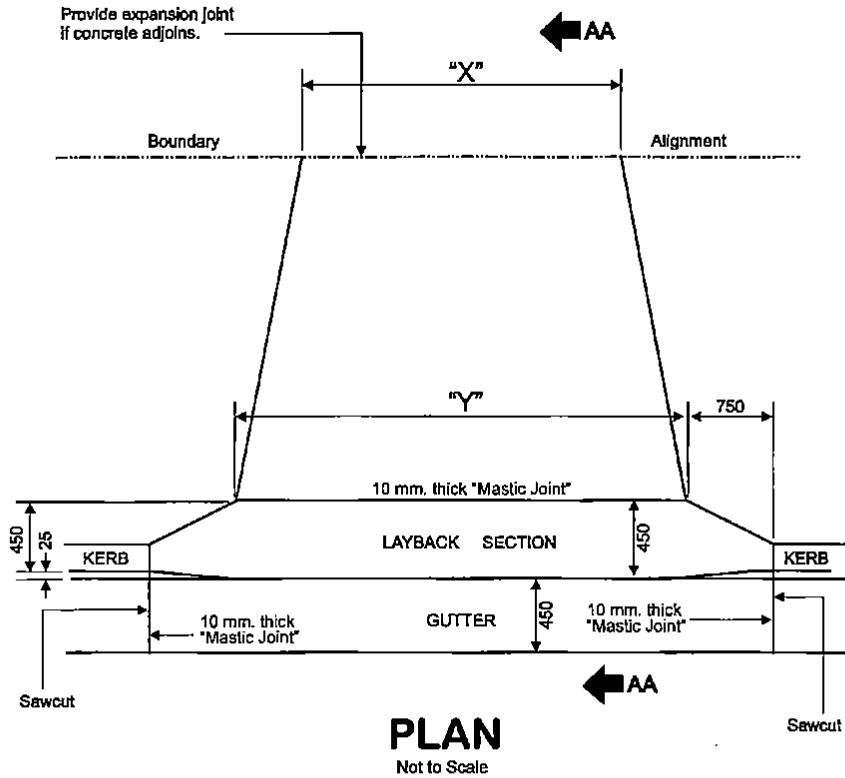 Provide expansion joint
if concrete adjoins.
AA
"X"
Boundary
Alignment
"Y"
750
10 mm. thick "Mastic Joint"
450
25
KERB
LAYBACK SECTION
450
KERB
10 mm. thick
"Mastic Joint"
GUTTER
450
10 mm. thick
"Mastic Joint"
Sawcut
AA
Sawcut
PLAN
Not to Scale